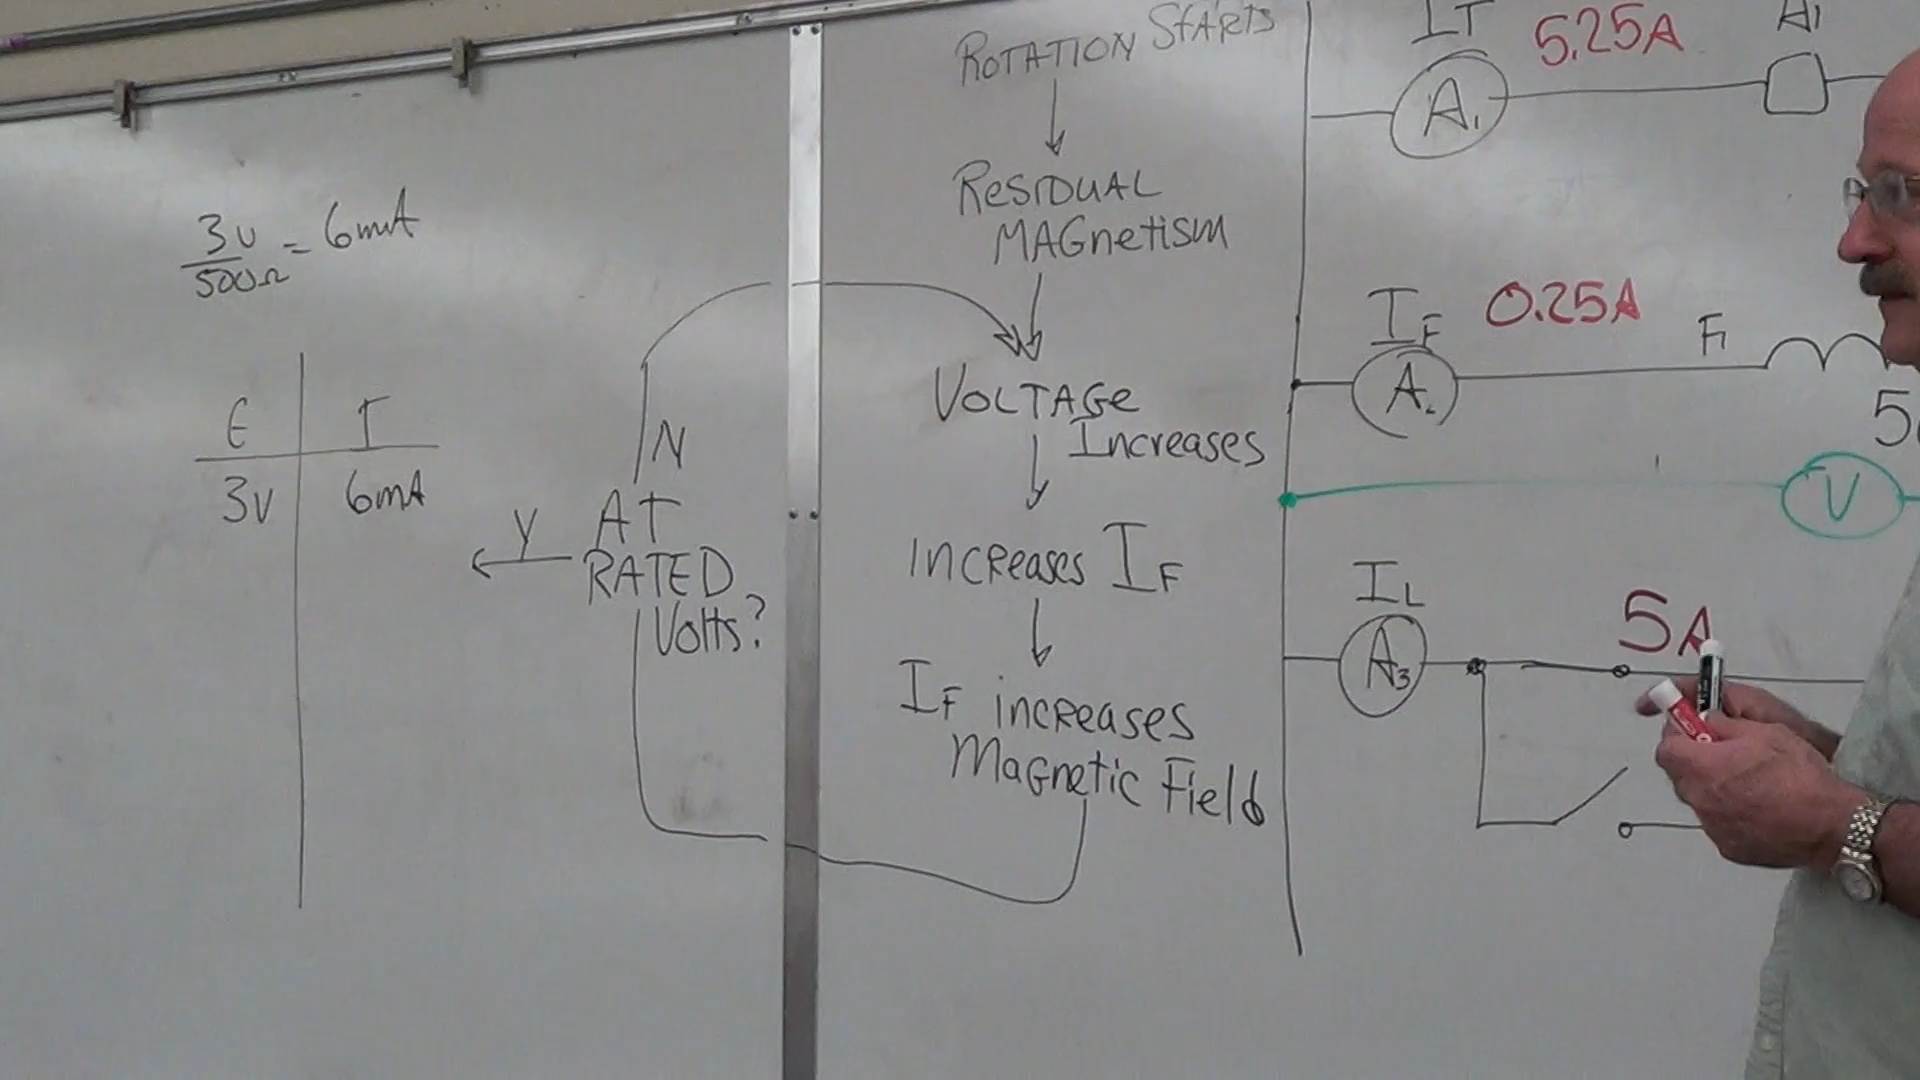 3V
500Ω = 6mA
E I
3V 6mA
Y
N
AT
RATED
Volts?
ROTATION STARTS
RESIDUAL
MAGnetism
VOLTAGe
Increases
INCReases IF
IF increases
Magnetic Field
IT 5.25A A1
A1
IF 0.25A F1
A2
V
IL 5A
A3